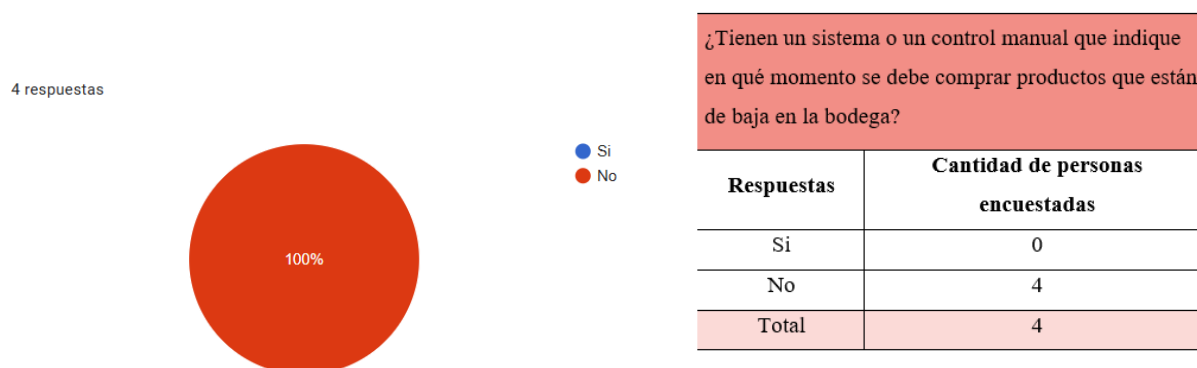 4 respuestas
Si
No
100%
¿Tienen un sistema o un control manual que indique
en qué momento se debe comprar productos que están
de baja en la bodega?
Respuestas
Cantidad de personas
encuestadas
Si 0
No 4
Total 4